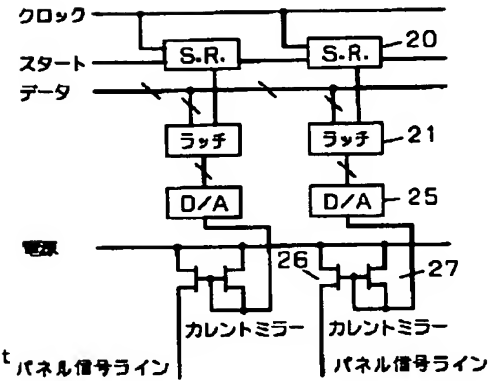 クロック
S.R.
S.R.
20
スタート
データ
ラッチ
ラッチ
21
D/A
D/A
25
電源
26
27
カレントミラー
カレントミラー
t
パネル信号ライン
パネル信号ライン